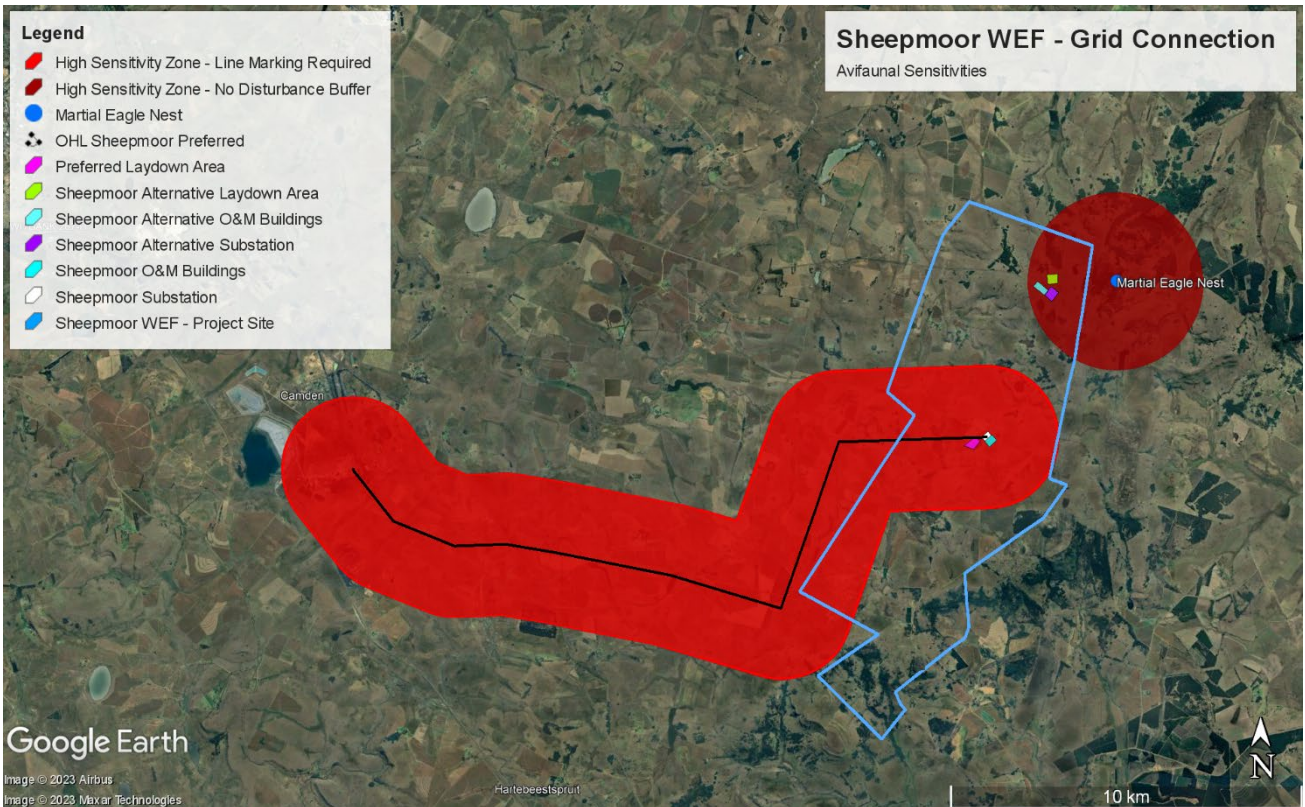 Legend
High Sensitivity Zone - Line Marking Required
High Sensitivity Zone - No Disturbance Buffer
Martial Eagle Nest
OHL Sheepmoor Preferred
Preferred Laydown Area
Sheepmoor Alternative Laydown Area
Sheepmoor Alternative O&M Buildings
Sheepmoor Alternative Substation
Sheepmoor O&M Buildings
Sheepmoor Substation
Sheepmoor WEF - Project Site
Sheepmoor WEF - Grid Connection
Avifaunal Sensitivities
Martial Eagle Nest
Camden
Google Earth
Image © 2023 Airbus
Image © 2023 Maxar Technologies
Hartebeestspruit
N
10 km